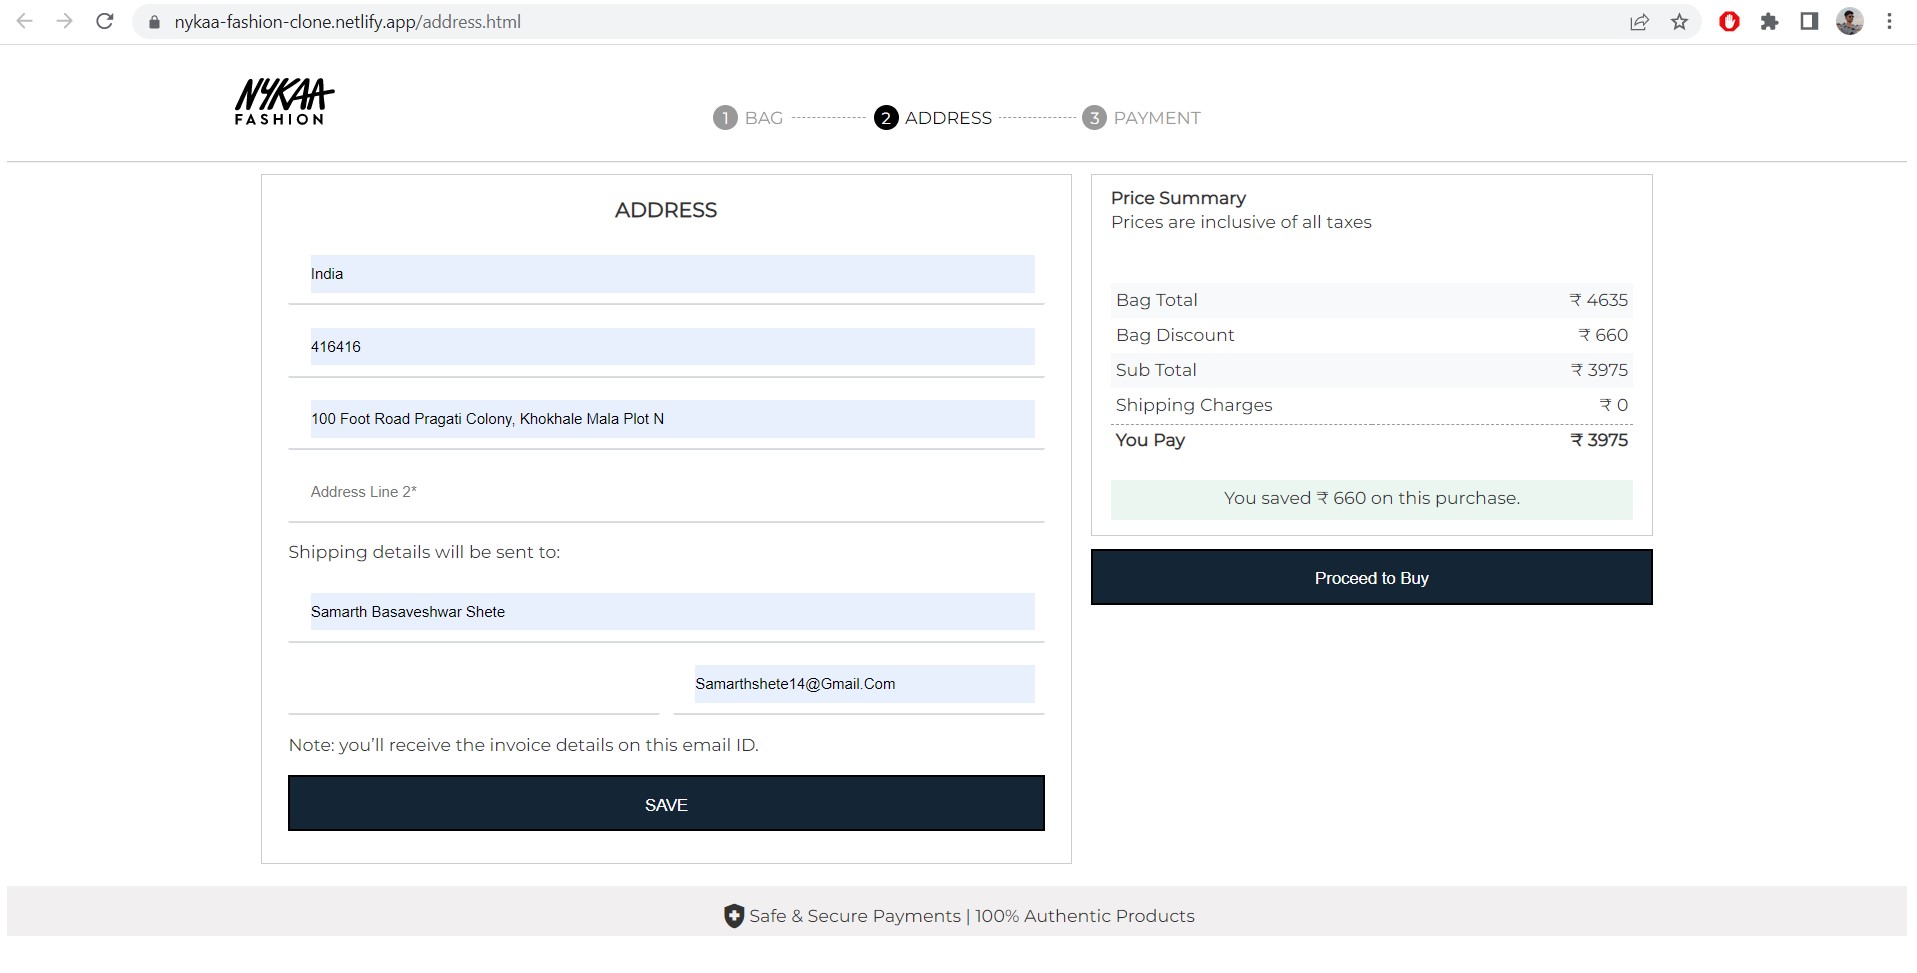 nykaa-fashion-clone.netlify.app/address.html
NYKAA
FASHION
1 BAG 2 ADDRESS 3 PAYMENT
ADDRESS
India
416416
100 Foot Road Pragati Colony, Khokhale Mala Plot N
Address Line 2*
Shipping details will be sent to:
Samarth Basaveshwar Shete
Samarthshete14@Gmail.Com
Note: you’ll receive the invoice details on this email ID.
SAVE
Price Summary
Prices are inclusive of all taxes
Bag Total ₹ 4635
Bag Discount ₹ 660
Sub Total ₹ 3975
Shipping Charges ₹ 0
You Pay ₹ 3975
You saved ₹ 660 on this purchase.
Proceed to Buy
Safe & Secure Payments | 100% Authentic Products